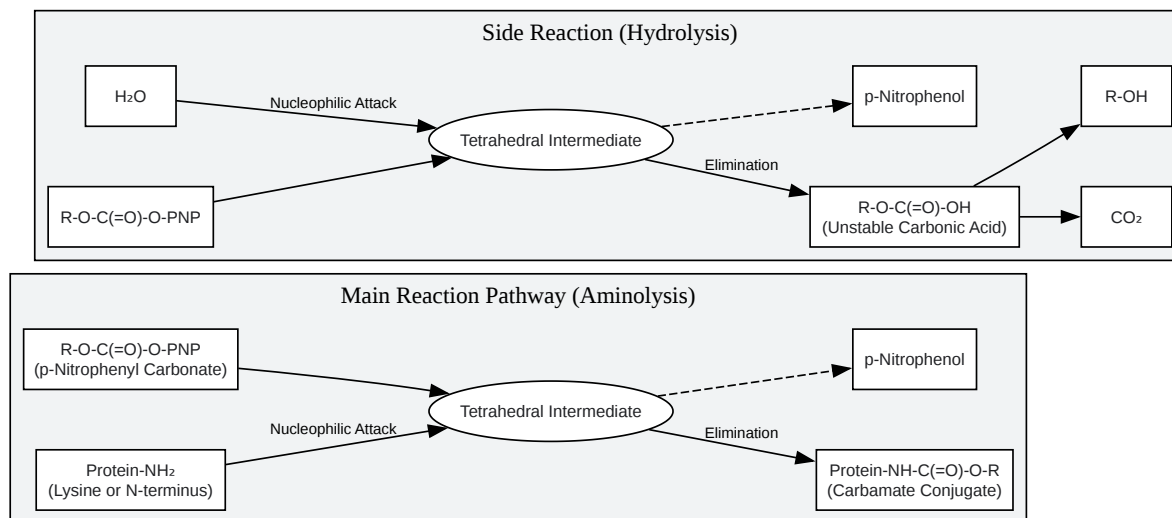 Side Reaction (Hydrolysis)
H₂O
Nucleophilic Attack
R-O-C(=O)-O-PNP
Tetrahedral Intermediate
p-Nitrophenol
Elimination
R-O-C(=O)-OH
(Unstable Carbonic Acid)
R-OH
CO₂
Main Reaction Pathway (Aminolysis)
R-O-C(=O)-O-PNP
(p-Nitrophenyl Carbonate)
Nucleophilic Attack
Protein-NH₂
(Lysine or N-terminus)
Tetrahedral Intermediate
p-Nitrophenol
Elimination
Protein-NH-C(=O)-O-R
(Carbamate Conjugate)